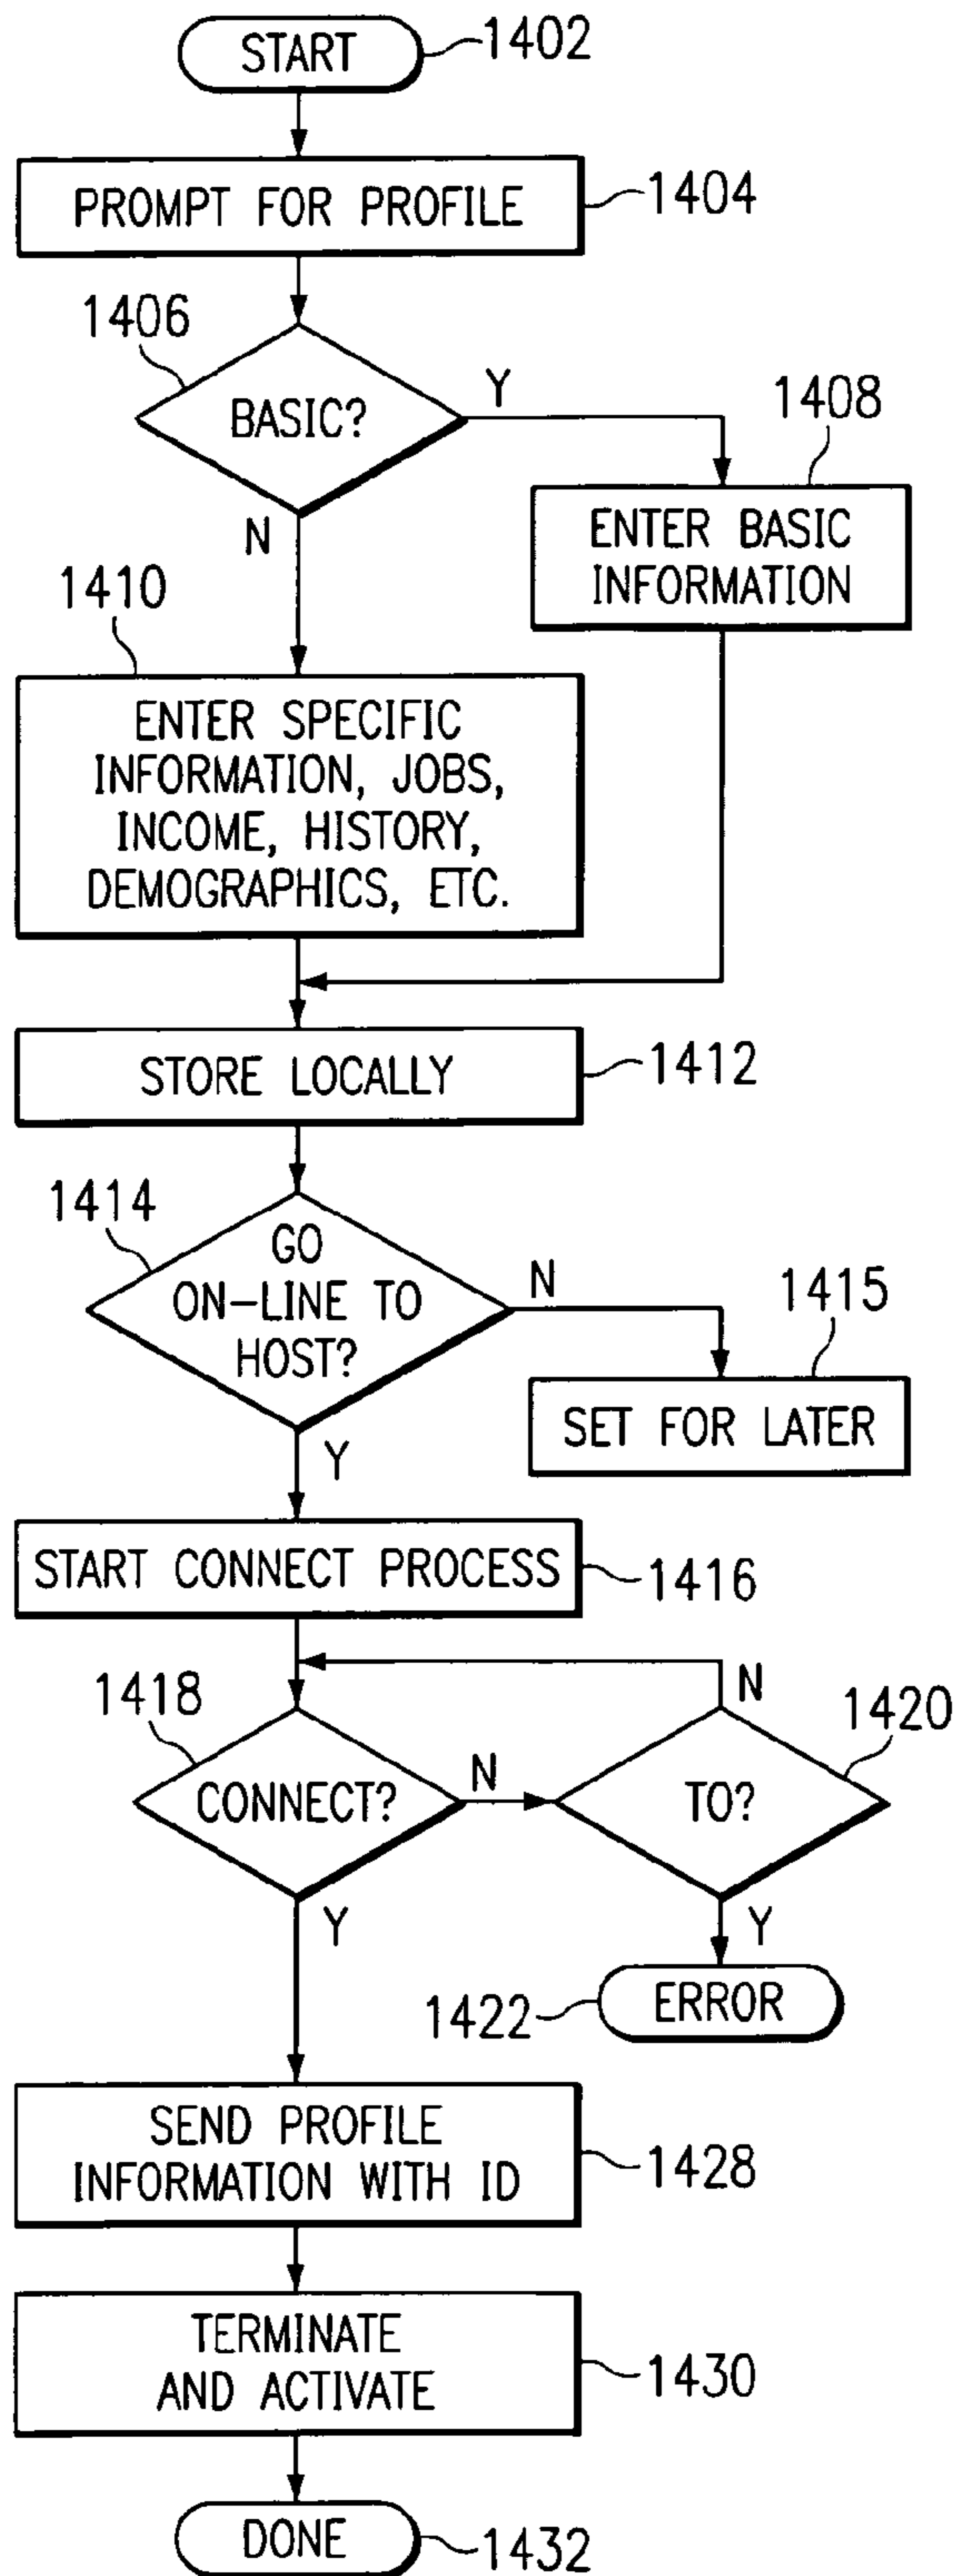 START
1402
PROMPT FOR PROFILE
1404
1406
BASIC?
Y
N
1408
ENTER BASIC
INFORMATION
1410
ENTER SPECIFIC
INFORMATION, JOBS,
INCOME, HISTORY,
DEMOGRAPHICS, ETC.
STORE LOCALLY
1412
1414
GO
ON-LINE TO
HOST?
N
Y
1415
SET FOR LATER
START CONNECT PROCESS
1416
1418
CONNECT?
N
Y
N
1420
TO?
Y
1422
ERROR
SEND PROFILE
INFORMATION WITH ID
1428
TERMINATE
AND ACTIVATE
1430
DONE
1432